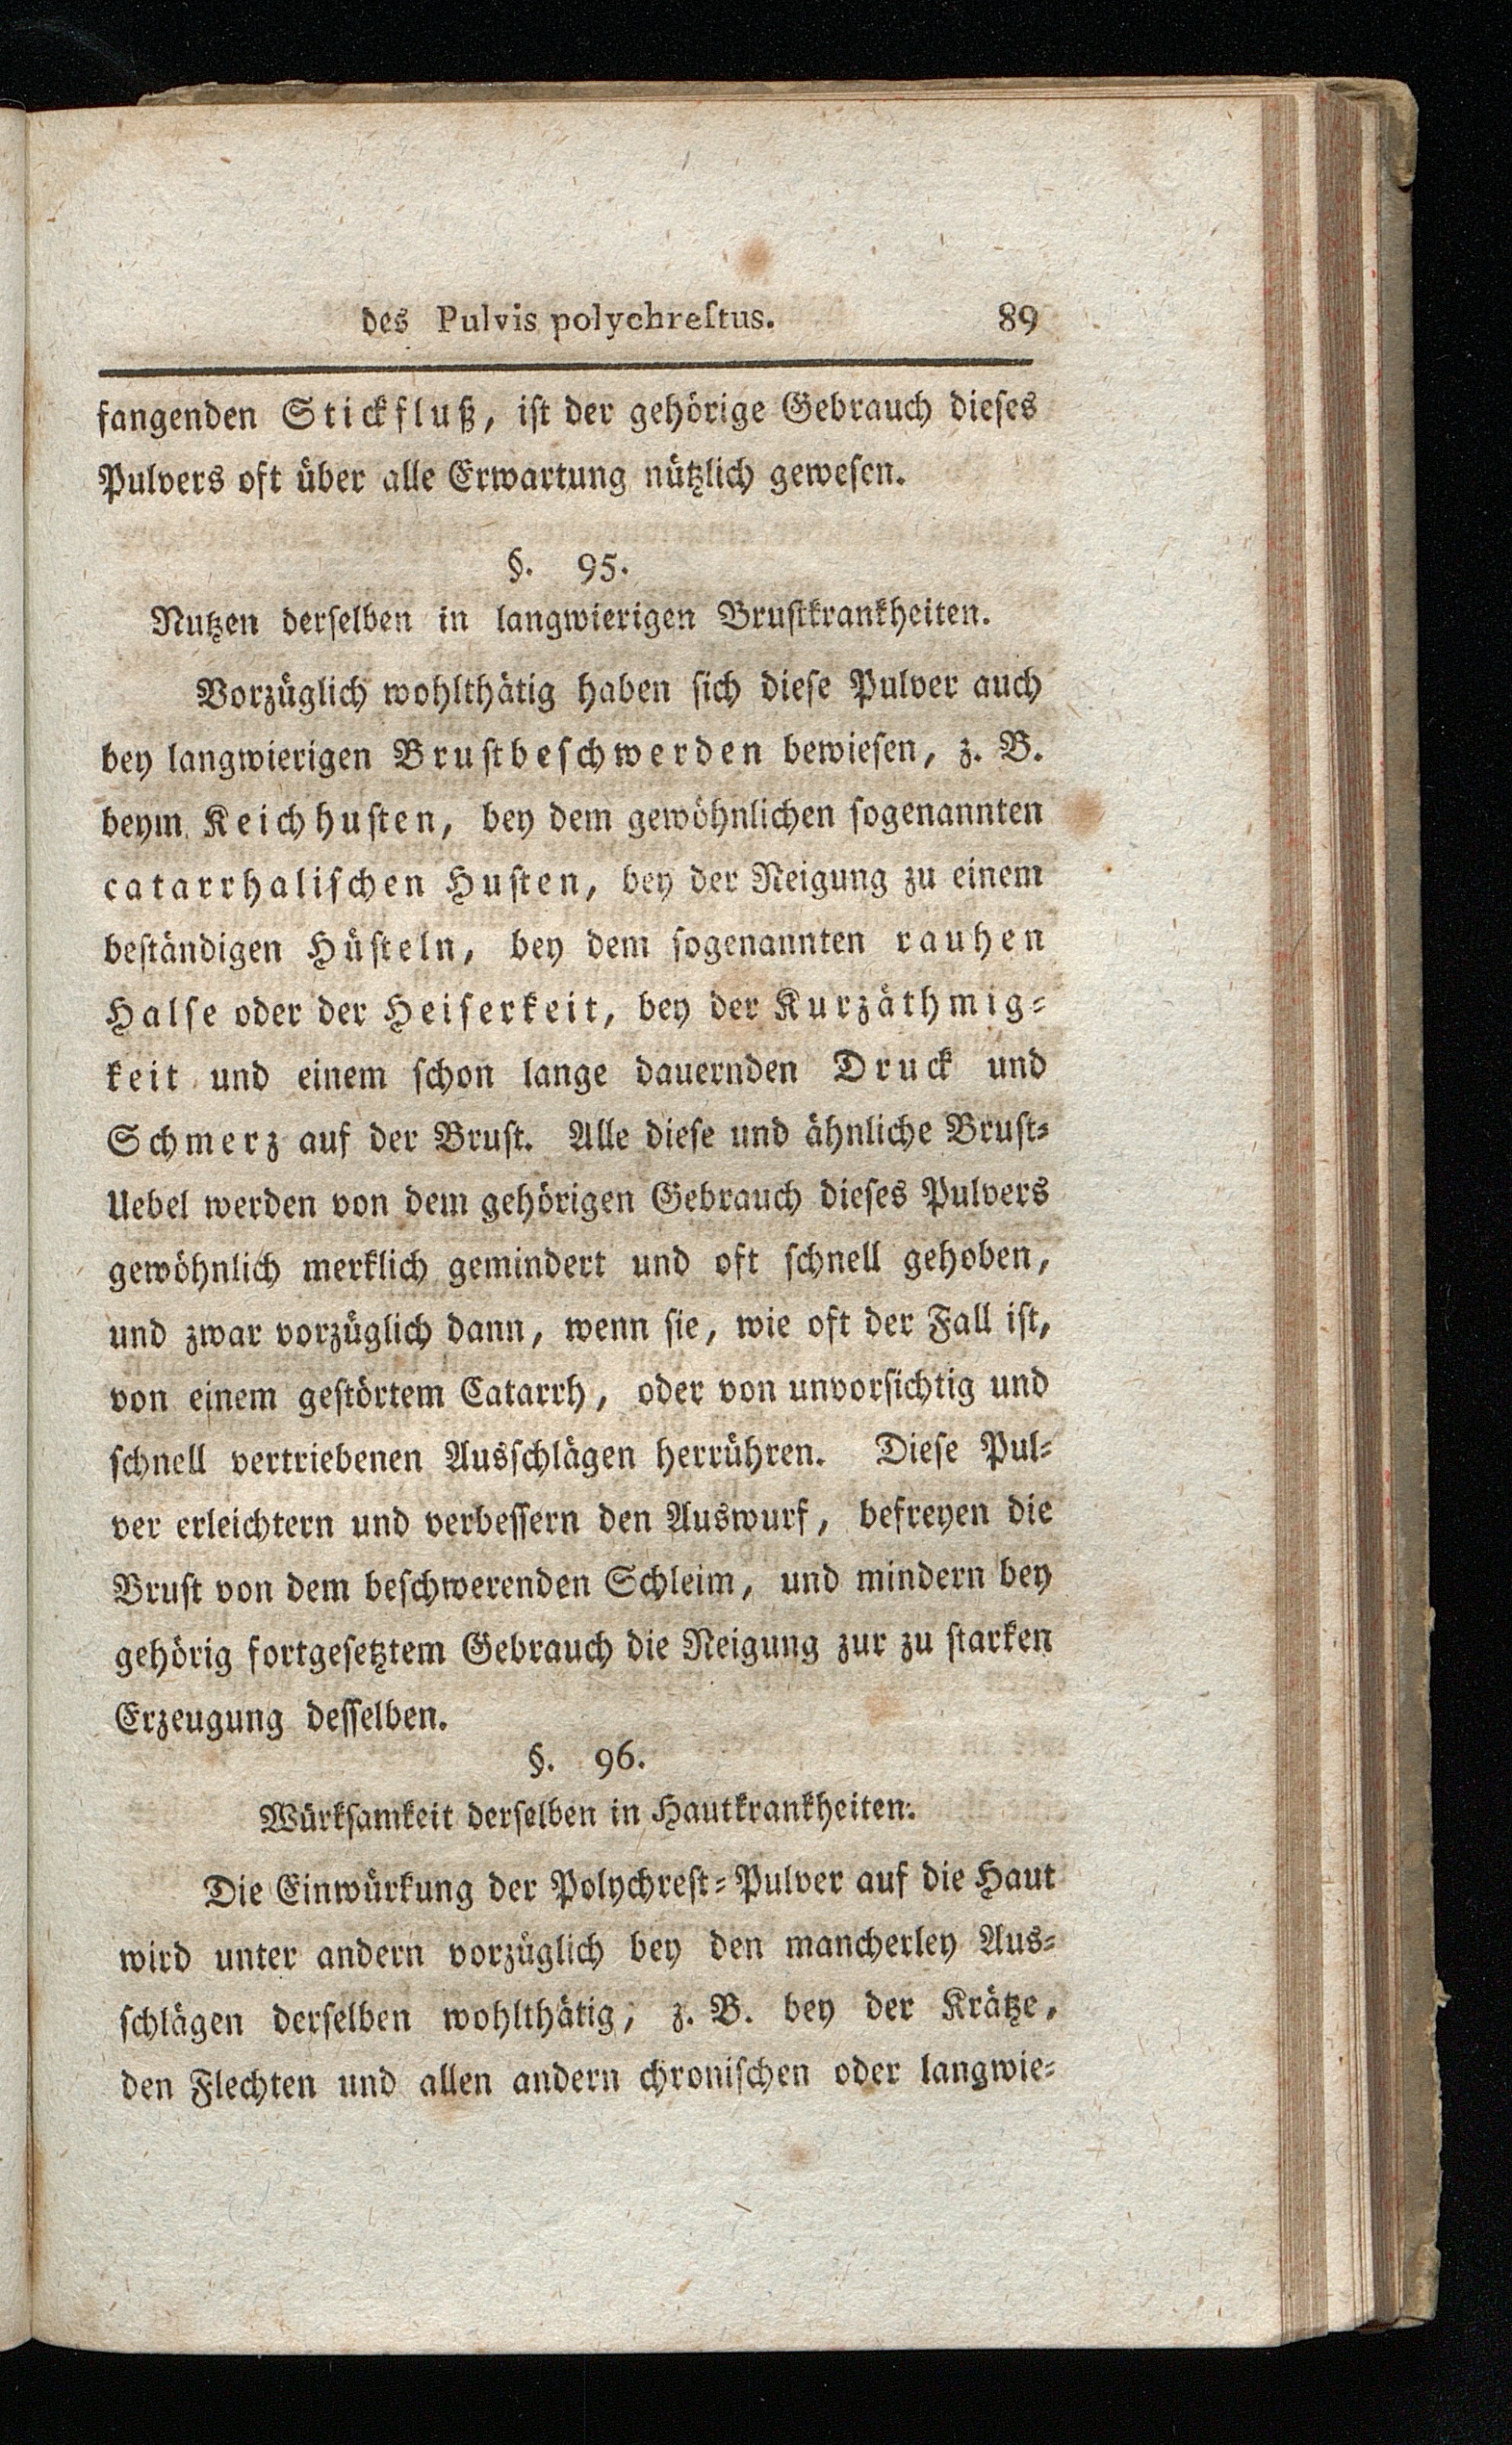 des Pulvis polychreſtus. 89
fangenden Stickfluß, iſt der gehörige Gebrauch dieſes
Pulvers oft über alle Erwartung nützlich geweſen.
§. 95.
Nutzen derſelben in langwierigen Bruſtkrankheiten.
Vorzüglich wohlthätig haben ſich dieſe Pulver auch
bey langwierigen Bruſtbeſchwerden bewieſen, z. B.
beym Keichhuſten, bey dem gewöhnlichen ſogenannten
catarrhaliſchen Huſten, bey der Neigung zu einem
beſtändigen Hüſteln, bey dem ſogenannten rauhen
Halſe oder der Heiſerkeit, bey der Kurzäthmig⸗
keit und einem ſchon lange dauernden Druck und
Schmerz auf der Bruſt. Alle dieſe und ähnliche Bruſt⸗
Uebel werden von dem gehörigen Gebrauch dieſes Pulvers
gewöhnlich merklich gemindert und oft ſchnell gehoben,
und zwar vorzüglich dann, wenn ſie, wie oft der Fall iſt,
von einem geſtörtem Catarrh, oder von unvorſichtig und
ſchnell vertriebenen Ausſchlägen herrühren. Dieſe Pul⸗
ver erleichtern und verbeſſern den Auswurf, befreyen die
Bruſt von dem beſchwerenden Schleim, und mindern bey
gehörig fortgeſetztem Gebrauch die Neigung zur zu ſtarken
Erzeugung deſſelben.
§. 96.
Würkſamkeit derſelben in Hautkrankheiten.
Die Einwürkung der Polychreſt⸗Pulver auf die Haut
wird unter andern vorzüglich bey den mancherley Aus⸗
ſchlägen derſelben wohlthätig, z. B. bey der Krätze,
den Flechten und allen andern chroniſchen oder langwie⸗